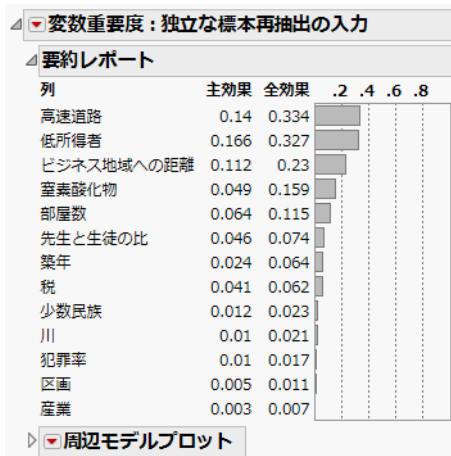 変数重要度：独立な標本再抽出の入力
要約レポート
列 主効果 全効果 .2 .4 .6 .8
高速道路 0.14 0.334
低所得者 0.166 0.327
ビジネス地域への距離 0.112 0.23
窒素酸化物 0.049 0.159
部屋数 0.064 0.115
先生と生徒の比 0.046 0.074
築年 0.024 0.064
税 0.041 0.062
少数民族 0.012 0.023
川 0.01 0.021
犯罪率 0.01 0.017
区画 0.005 0.011
産業 0.003 0.007
周辺モデルプロット